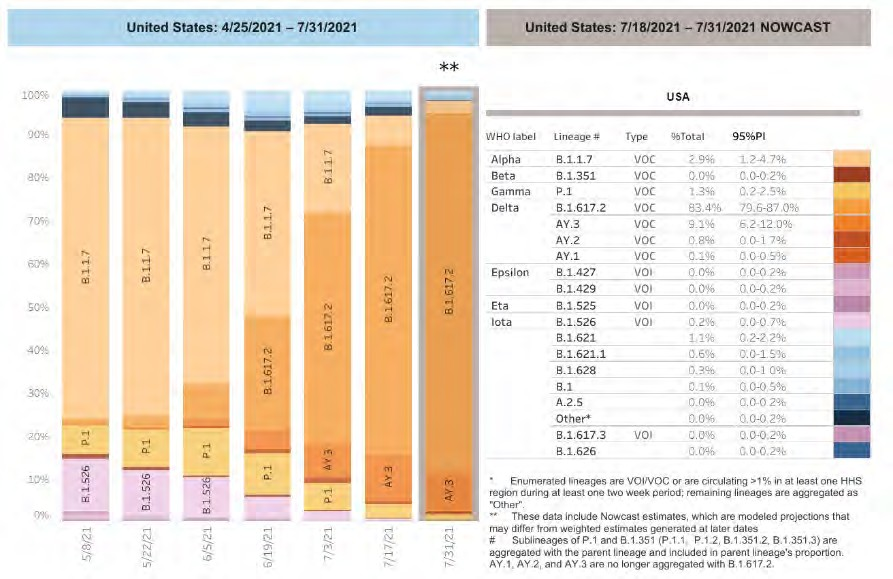 United States: 4/25/2021 – 7/31/2021
United States: 7/18/2021 – 7/31/2021 NOWCAST
**
100%
90%
80%
70%
60%
50%
40%
30%
20%
10%
0%
B.1.1.7
P.1
B.1.526
B.1.1.7
P.1
B.1.526
B.1.1.7
P.1
B.1.526
B.1.1.7
B.1.617.2
P.1
B.1.1.7
B.1.617.2
AY.3
P.1
B.1.617.2
AY.3
B.1.617.2
AY.3
5/8/21
5/22/21
6/5/21
6/19/21
7/3/21
7/17/21
7/31/21
USA
WHO label Lineage # Type %Total 95%PI
Alpha B.1.1.7 VOC 2.9% 1.2-4.7%
Beta B.1.351 VOC 0.0% 0.0-0.2%
Gamma P.1 VOC 1.3% 0.2-2.5%
Delta B.1.617.2 VOC 83.4% 79.6-87.0%
AY.3 VOC 9.1% 6.2-12.0%
AY.2 VOC 0.8% 0.0-1.7%
AY.1 VOC 0.1% 0.0-0.5%
Epsilon B.1.427 VOI 0.0% 0.0-0.2%
B.1.429 VOI 0.0% 0.0-0.2%
Eta B.1.525 VOI 0.0% 0.0-0.2%
Iota B.1.526 VOI 0.2% 0.0-0.7%
B.1.621 1.1% 0.2-2.2%
B.1.621.1 0.6% 0.0-1.5%
B.1.628 0.3% 0.0-1.0%
B.1 0.1% 0.0-0.5%
A.2.5 0.0% 0.0-0.2%
Other* 0.0% 0.0-0.2%
B.1.617.3 VOI 0.0% 0.0-0.2%
B.1.626 0.0% 0.0-0.2%
* Enumerated lineages are VOI/VOC or are circulating >1% in at least one HHS
region during at least one two week period; remaining lineages are aggregated as
"Other".
** These data include Nowcast estimates, which are modeled projections that
may differ from weighted estimates generated at later dates
# Sublineages of P.1 and B.1.351 (P.1.1, P.1.2, B.1.351.2, B.1.351.3) are
aggregated with the parent lineage and included in parent lineage's proportion.
AY.1, AY.2, and AY.3 are no longer aggregated with B.1.617.2.